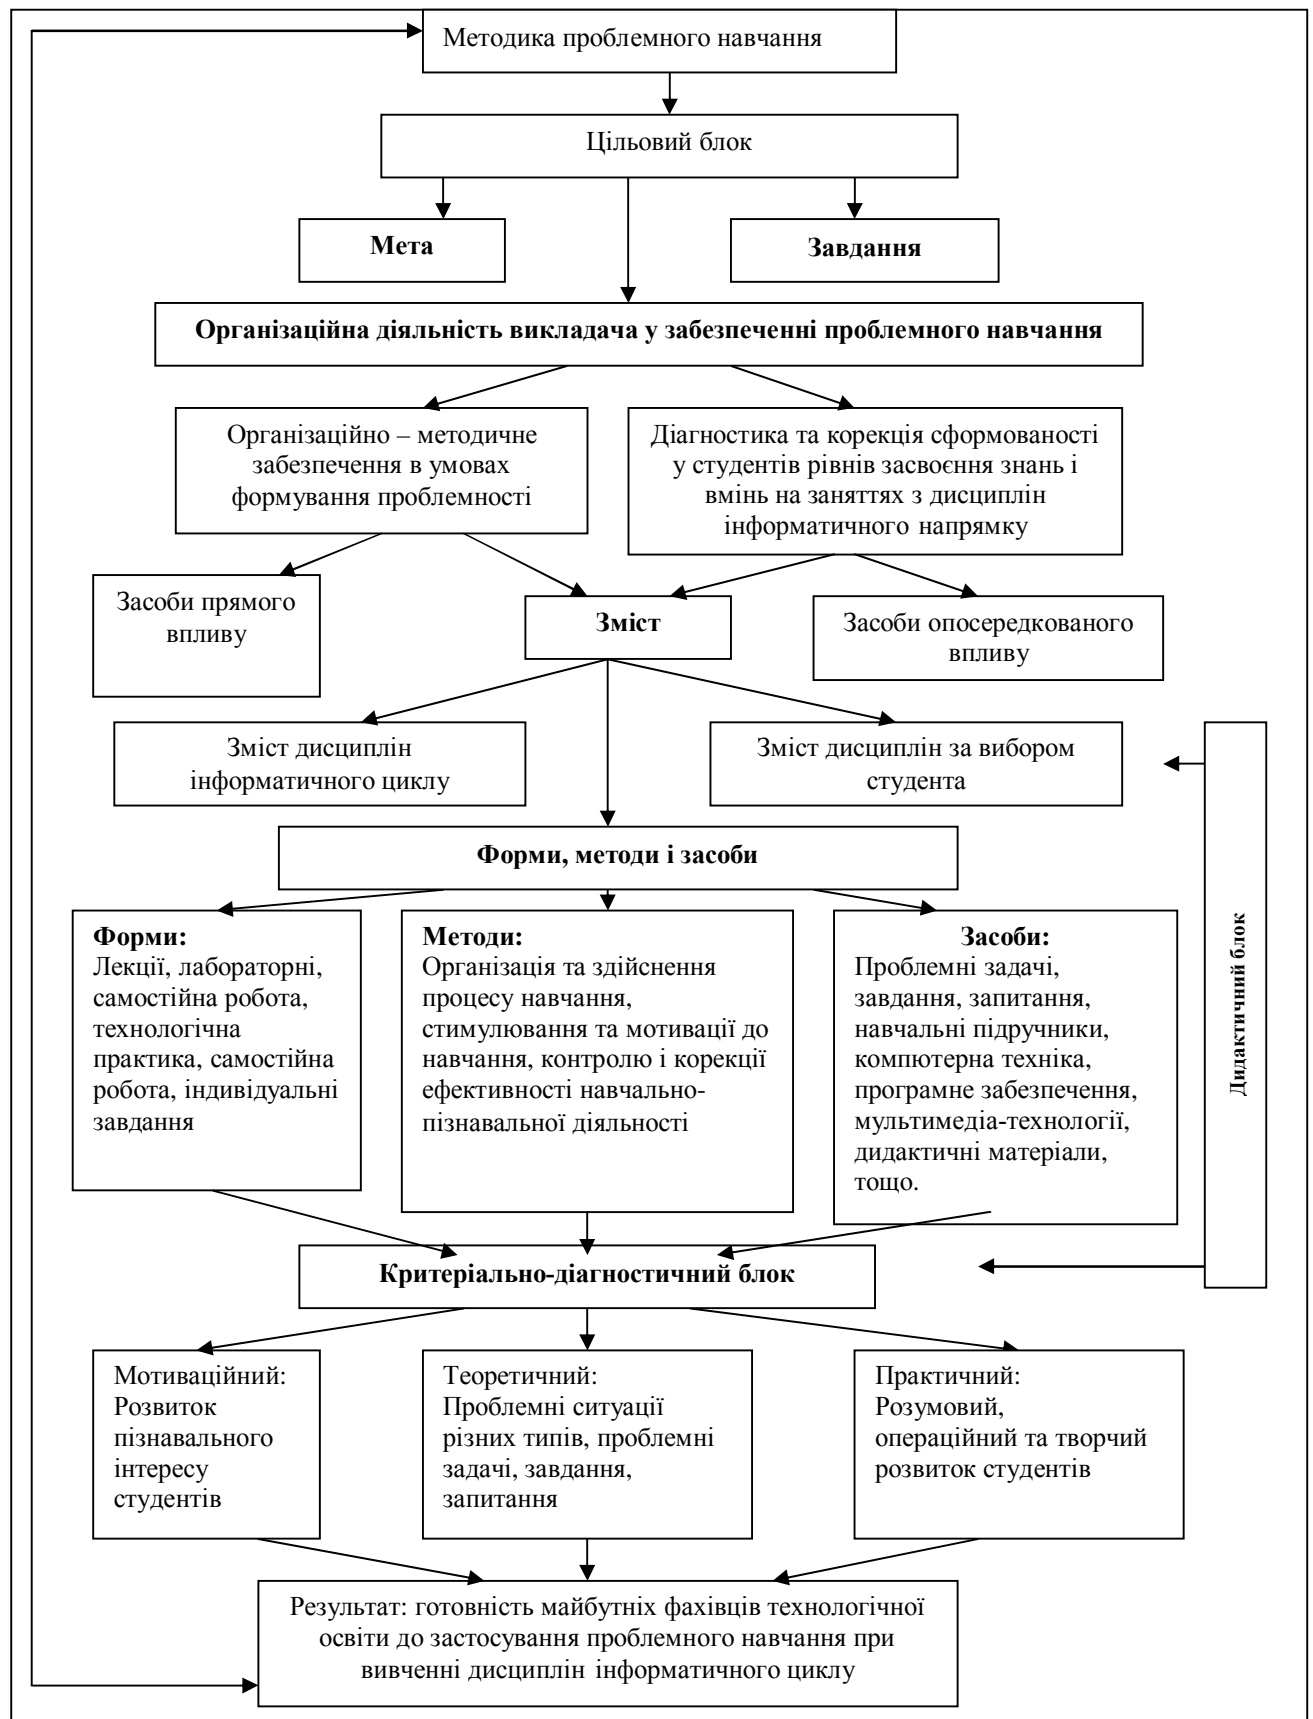 Методика проблемного навчання
Цільовий блок
Мета
Завдання
Організаційна діяльність викладача у забезпеченні проблемного навчання
Організаційно – методичне
забезпечення в умовах
формування проблемності
Діагностика та корекція сформованості
у студентів рівнів засвоєння знань і
вмінь на заняттях з дисциплін
інформатичного напрямку
Засоби прямого
впливу
Зміст
Засоби опосередкованого
впливу
Зміст дисциплін
інформатичного циклу
Зміст дисциплін за вибором
студента
Дидактичний блок
Форми, методи і засоби
Форми:
Лекції, лабораторні,
самостійна робота,
технологічна
практика, самостійна
робота, індивідуальні
завдання
Методи:
Організація та здійснення
процесу навчання,
стимулювання та мотивації до
навчання, контролю і корекції
ефективності навчально-
пізнавальної діяльності
Засоби:
Проблемні задачі,
завдання, запитання,
навчальні підручники,
компютерна техніка,
програмне забезпечення,
мультимедіа-технології,
дидактичні матеріали,
тощо.
Критеріально-діагностичний блок
Мотиваційний:
Розвиток
пізнавального
інтересу
студентів
Теоретичний:
Проблемні ситуації
різних типів, проблемні
задачі, завдання,
запитання
Практичний:
Розумовий,
операційний та творчий
розвиток студентів
Результат: готовність майбутніх фахівців технологічної
освіти до застосування проблемного навчання при
вивченні дисциплін інформатичного циклу